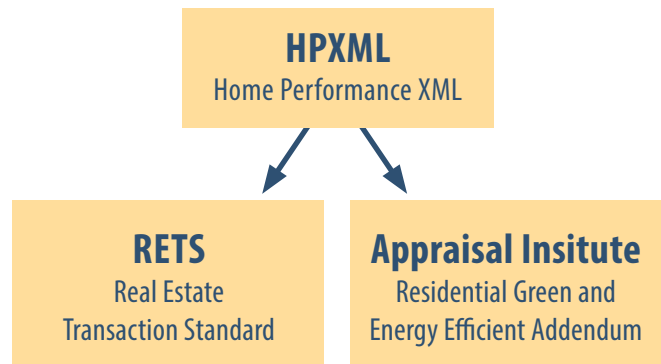 HPXML
Home Performance XML
RETS
Real Estate
Transaction Standard
Appraisal Insitute
Residential Green and
Energy Efficient Addendum